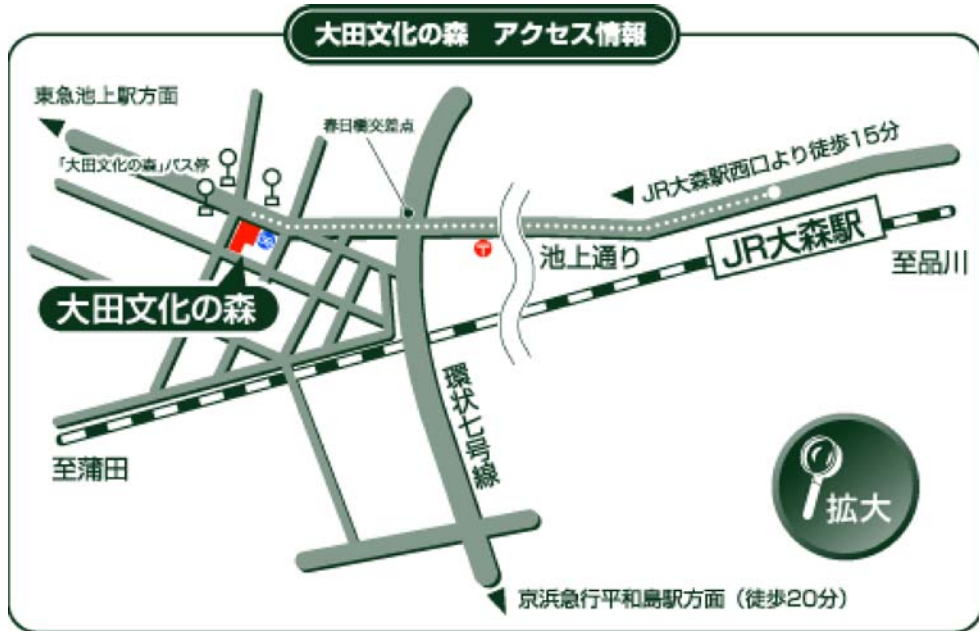 大田文化の森 アクセス情報
東急池上駅方面
春日橋交差点
「大田文化の森」バス停
JR大森駅西口より徒歩15分
〒
池上通り
JR大森駅
至品川
大田文化の森
環状七号線
至蒲田
拡大
京浜急行平和島駅方面（徒歩20分）